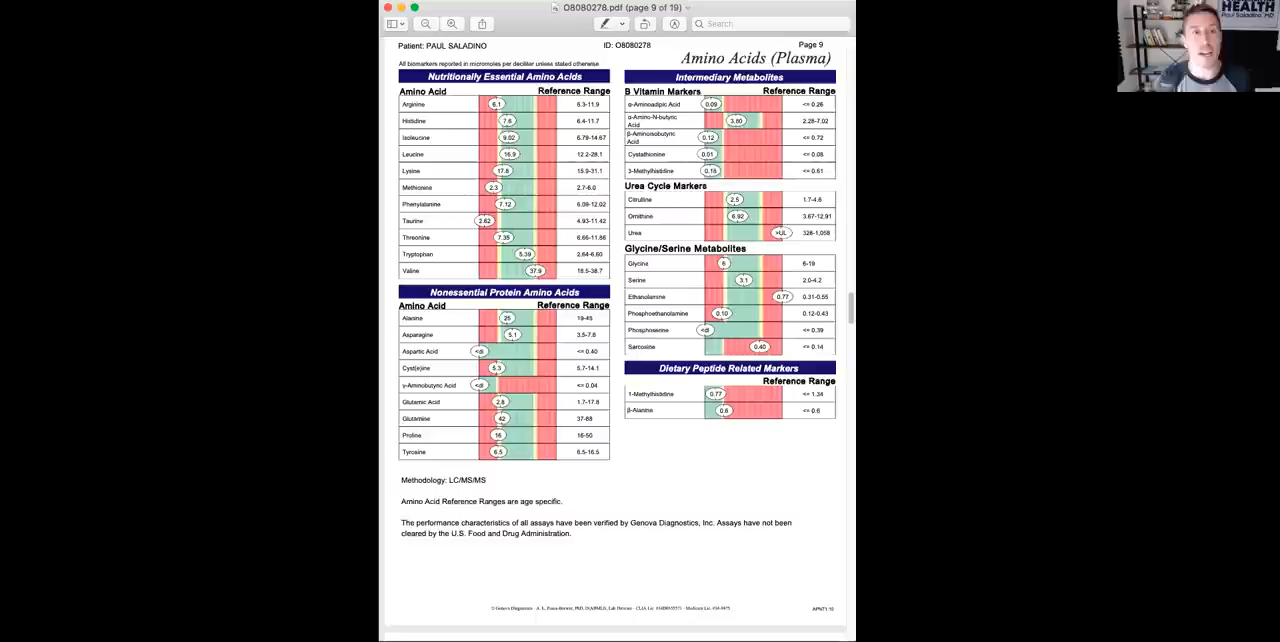 O8080278.pdf (page 9 of 19)
Search
HEALTH
Paul Saladino, MD
Patient: PAUL SALADINO
ID: O8080278
Page 9
Amino Acids (Plasma)
All biomarkers reported in micromoles per deciliter unless stated otherwise
Nutritionally Essential Amino Acids
Amino Acid Reference Range
Arginine 6.1 6.3-11.9
Histidine 7.6 6.4-11.7
Isoleucine 9.02 6.79-14.67
Leucine 16.9 12.2-28.1
Lysine 17.8 15.9-31.1
Methionine 2.3 2.7-6.0
Phenylalanine 7.12 6.09-12.02
Taurine 2.62 4.93-11.42
Threonine 7.35 6.66-11.86
Tryptophan 5.39 2.64-6.60
Valine 37.9 18.5-38.7
Nonessential Protein Amino Acids
Amino Acid Reference Range
Alanine 25 19-45
Asparagine 5.1 3.5-7.8
Aspartic Acid <dl <= 0.40
Cyst(e)ine 5.3 5.7-14.1
γ-Aminobutyric Acid <dl <= 0.04
Glutamic Acid 2.8 1.7-17.8
Glutamine 42 37-88
Proline 16 16-50
Tyrosine 6.5 6.5-16.5
Intermediary Metabolites
B Vitamin Markers Reference Range
α-Aminoadipic Acid 0.09 <= 0.26
α-Amino-N-butyric
Acid 3.80 2.28-7.02
β-Aminoisobutyric
Acid 0.12 <= 0.72
Cystathionine 0.01 <= 0.08
3-Methylhistidine 0.18 <= 0.61
Urea Cycle Markers
Citrulline 2.5 1.7-4.6
Ornithine 6.92 3.67-12.91
Urea >UL 326-1,058
Glycine/Serine Metabolites
Glycine 6 6-19
Serine 3.1 2.0-4.2
Ethanolamine 0.77 0.31-0.55
Phosphoethanolamine 0.10 0.12-0.43
Phosphoserine <dl <= 0.39
Sarcosine 0.40 <= 0.14
Dietary Peptide Related Markers
Reference Range
1-Methylhistidine 0.77 <= 1.34
β-Alanine 0.6 <= 0.6
Methodology: LC/MS/MS
Amino Acid Reference Ranges are age specific.
The performance characteristics of all assays have been verified by Genova Diagnostics, Inc. Assays have not been
cleared by the U.S. Food and Drug Administration.
© Genova Diagnostics